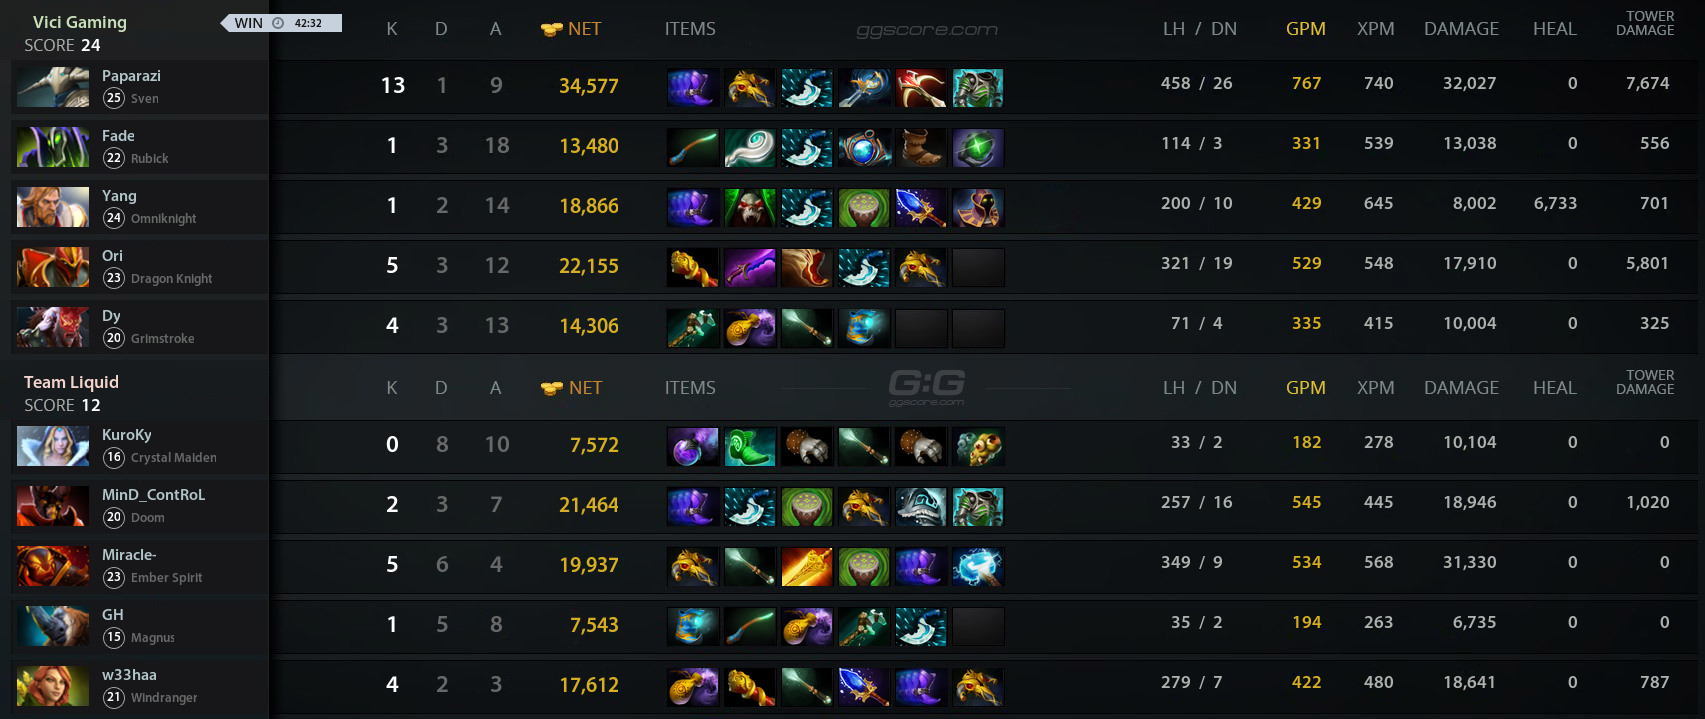 Vici Gaming WIN 42:32
SCORE 24
K D A NET ITEMS ggscore.com LH / DN GPM XPM DAMAGE HEAL TOWER DAMAGE
Paparazi
25 Sven
13 1 9 34,577 458 / 26 767 740 32,027 0 7,674
Fade
22 Rubick
1 3 18 13,480 114 / 3 331 539 13,038 0 556
Yang
24 Omniknight
1 2 14 18,866 200 / 10 429 645 8,002 6,733 701
Ori
23 Dragon Knight
5 3 12 22,155 321 / 19 529 548 17,910 0 5,801
Dy
20 Grimstroke
4 3 13 14,306 71 / 4 335 415 10,004 0 325
Team Liquid
SCORE 12
K D A NET ITEMS G:G ggscore.com LH / DN GPM XPM DAMAGE HEAL TOWER DAMAGE
KuroKy
16 Crystal Maiden
0 8 10 7,572 33 / 2 182 278 10,104 0 0
MinD_ContRoL
20 Doom
2 3 7 21,464 257 / 16 545 445 18,946 0 1,020
Miracle-
23 Ember Spirit
5 6 4 19,937 349 / 9 534 568 31,330 0 0
GH
15 Magnus
1 5 8 7,543 35 / 2 194 263 6,735 0 0
w33haa
21 Windranger
4 2 3 17,612 279 / 7 422 480 18,641 0 787